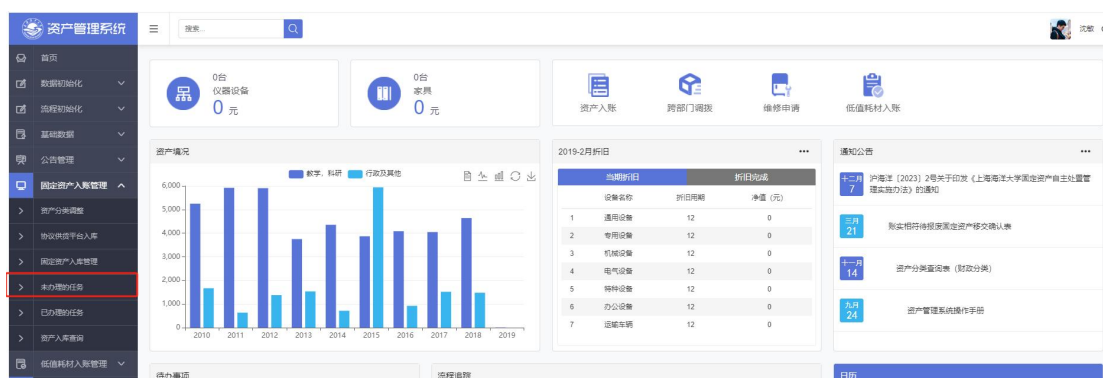 资产管理系统
搜索...
沈敏
首页
数据初始化
流程初始化
基础数据
公告管理
固定资产入账管理
资产分类调整
协议供货平台入库
固定资产入库管理
未办理的任务
已办理的任务
资产入库查询
低值耗材入账管理
0台
仪器设备
0 元
0台
家具
0 元
资产入账
跨部门调拨
维修申请
低值耗材入账
资产情况
教学、科研
行政及其他
6,000
5,000
4,000
3,000
2,000
1,000
0
2010 2011 2012 2013 2014 2015 2016 2017 2018 2019
2019-2月折旧
当期折旧 折旧完成
设备名称 折旧用期 净值（元）
1 通用设备 12 0
2 专用设备 12 0
3 机械设备 12 0
4 电气设备 12 0
5 特种设备 12 0
6 办公设备 12 0
7 运输车辆 12 0
通知公告
十二月
7
沪海洋［2023］2号关于印发《上海海洋大学固定资产自主处置管
理实施办法》的通知
三月
21
账实相符待报废固定资产移交确认表
十一月
14
资产分类查询表（财政分类）
九月
24
资产管理系统操作手册
待办事项
流程追踪
日历